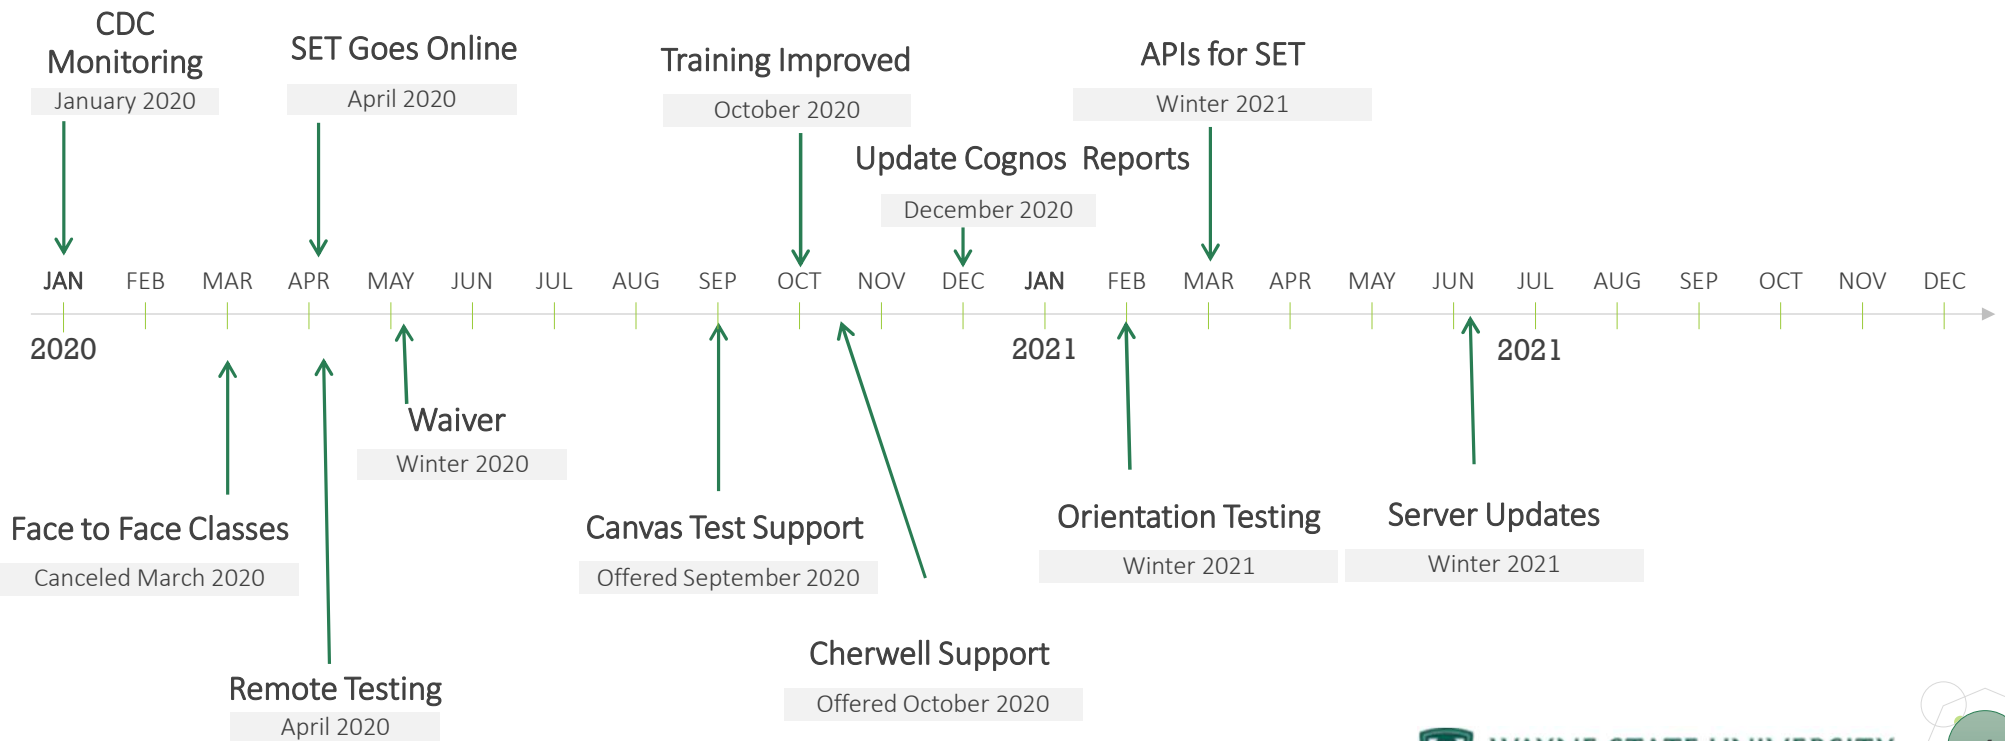 CDC
Monitoring
January 2020
SET Goes Online
April 2020
Training Improved
October 2020
APIs for SET
Winter 2021
Update Cognos Reports
December 2020
JAN FEB MAR APR MAY JUN JUL AUG SEP OCT NOV DEC JAN FEB MAR APR MAY JUN JUL AUG SEP OCT NOV DEC
2020 2021 2021
Waiver
Winter 2020
Face to Face Classes
Canceled March 2020
Canvas Test Support
Offered September 2020
Orientation Testing
Winter 2021
Server Updates
Winter 2021
Remote Testing
April 2020
Cherwell Support
Offered October 2020
WAYNE STATE UNIVERSITY